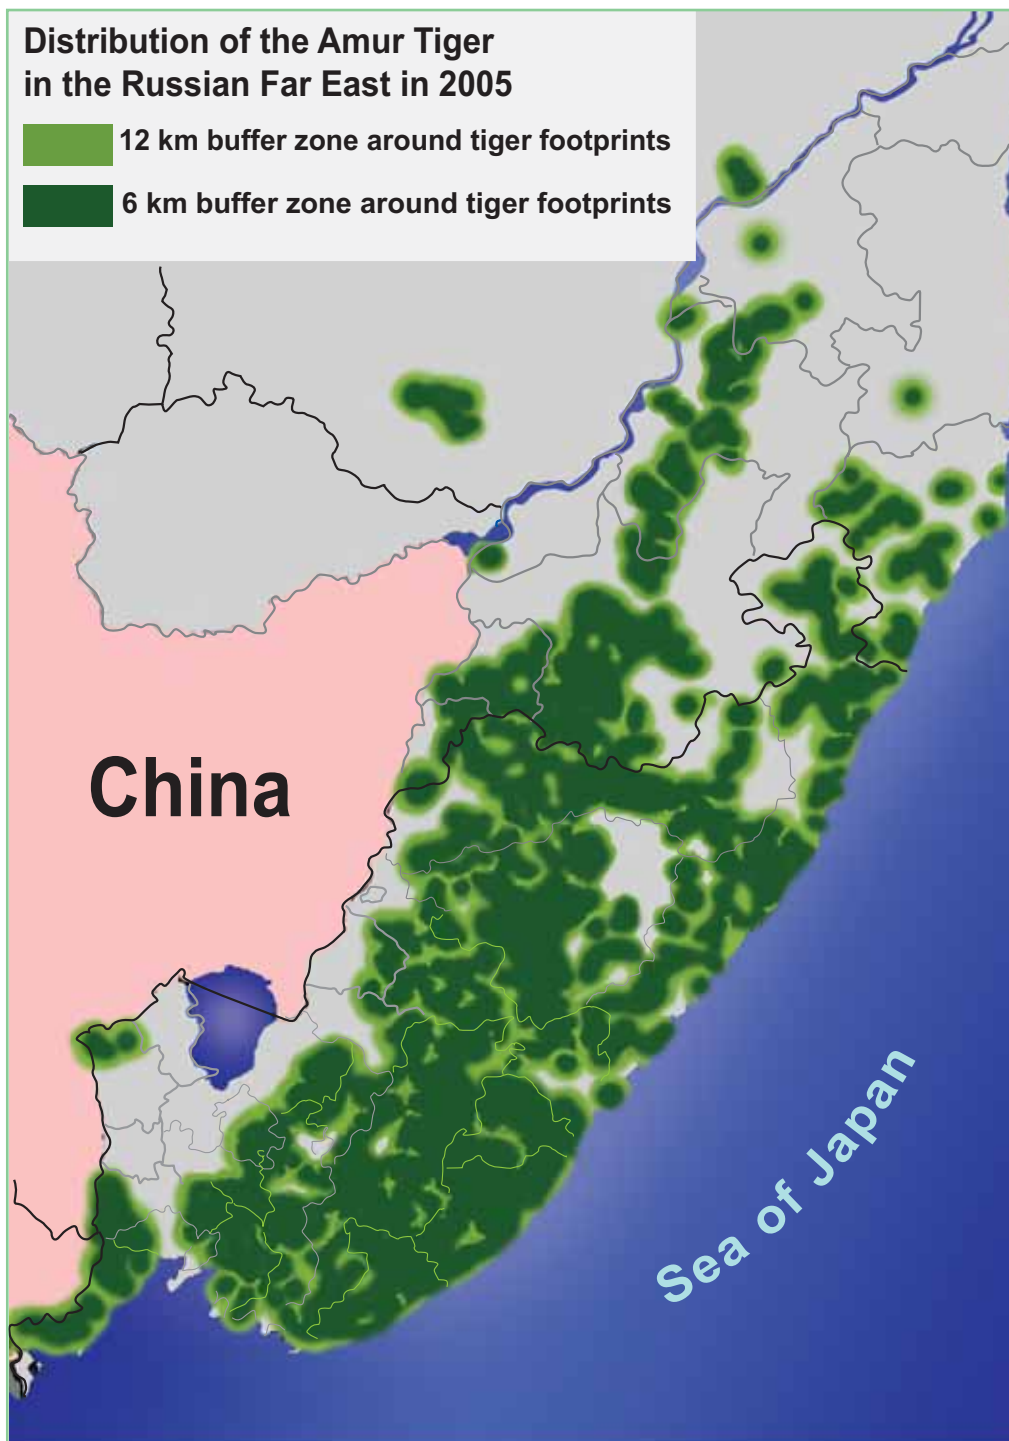 Distribution of the Amur Tiger
in the Russian Far East in 2005
12 km buffer zone around tiger footprints
6 km buffer zone around tiger footprints
China
Sea of Japan